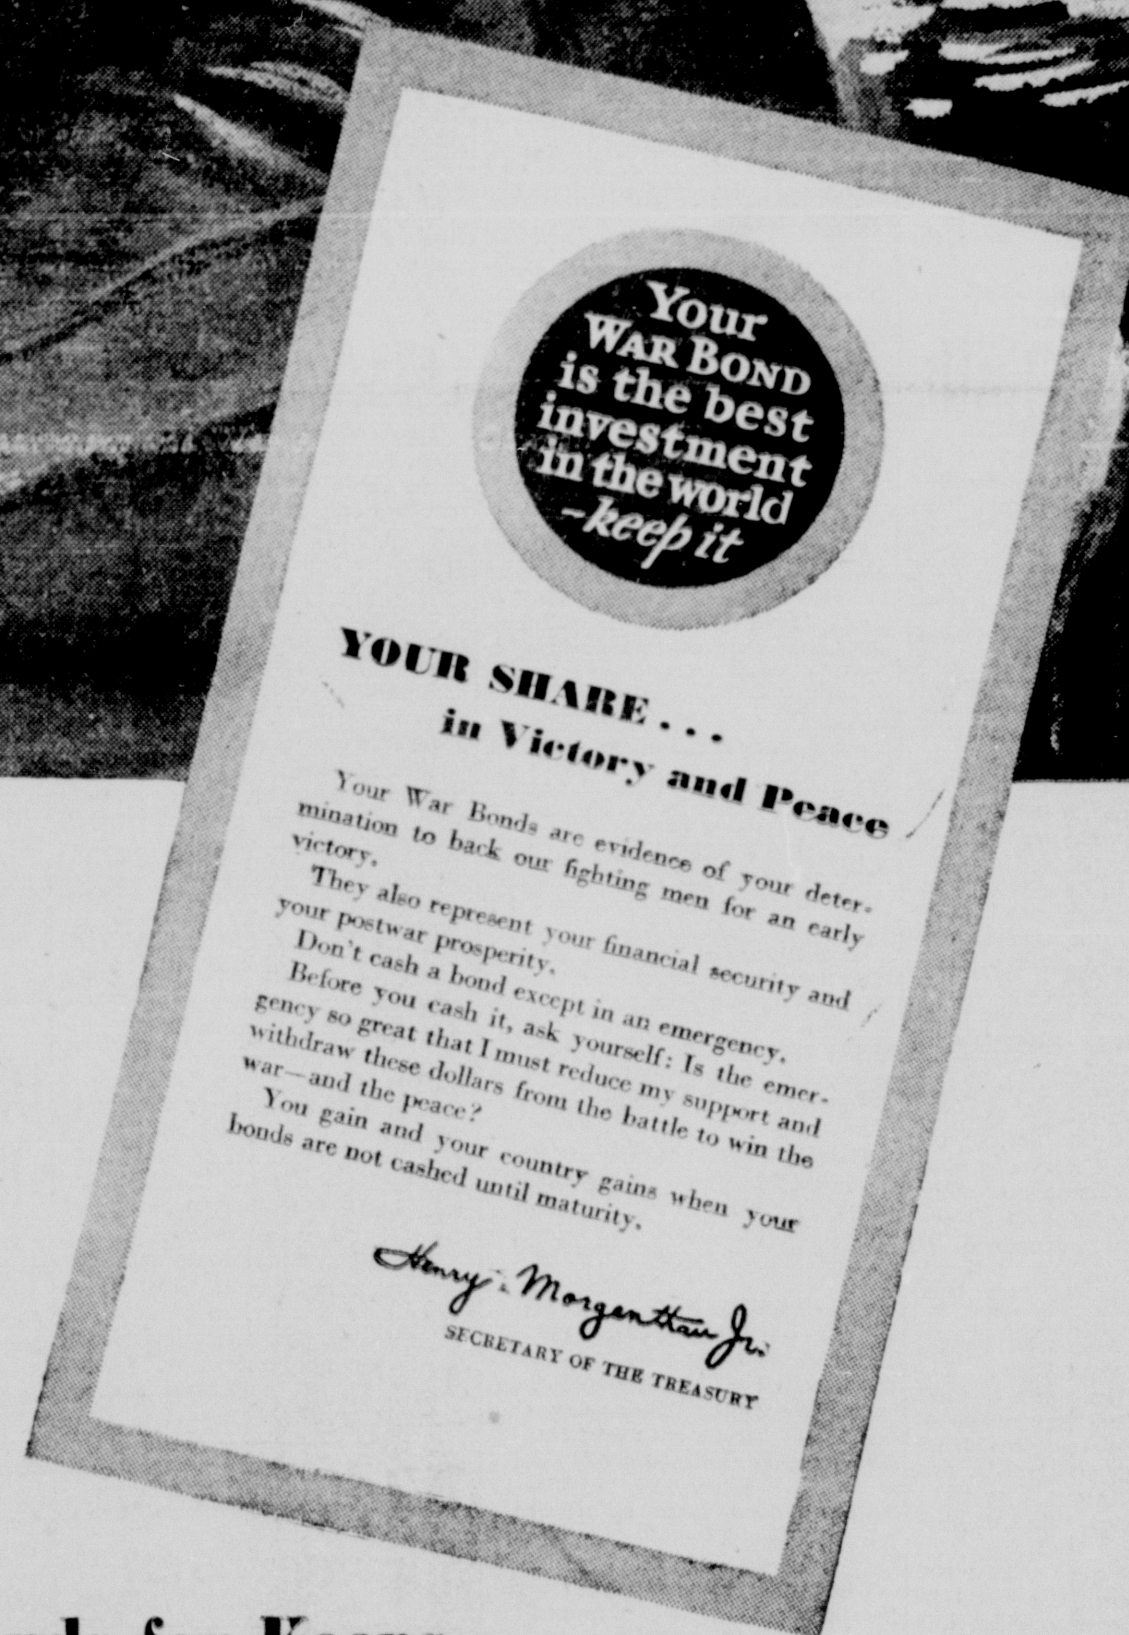 Your
WAR BOND
is the best
investment
in the world
-keep it
YOUR SHARE...
in Victory and Peace
Your War Bonds are evidence of your deter-
mination to back our fighting men for an early
victory.
They also represent your financial security and
your postwar prosperity.
Don't cash a bond except in an emergency.
Before you cash it, ask yourself: Is the emer-
gency so great that I must reduce my support and
withdraw these dollars from the battle to win the
war—and the peace?
You gain and your country gains when your
bonds are not cashed until maturity.
Henry Morgenthau Jr.
SECRETARY OF THE TREASURY